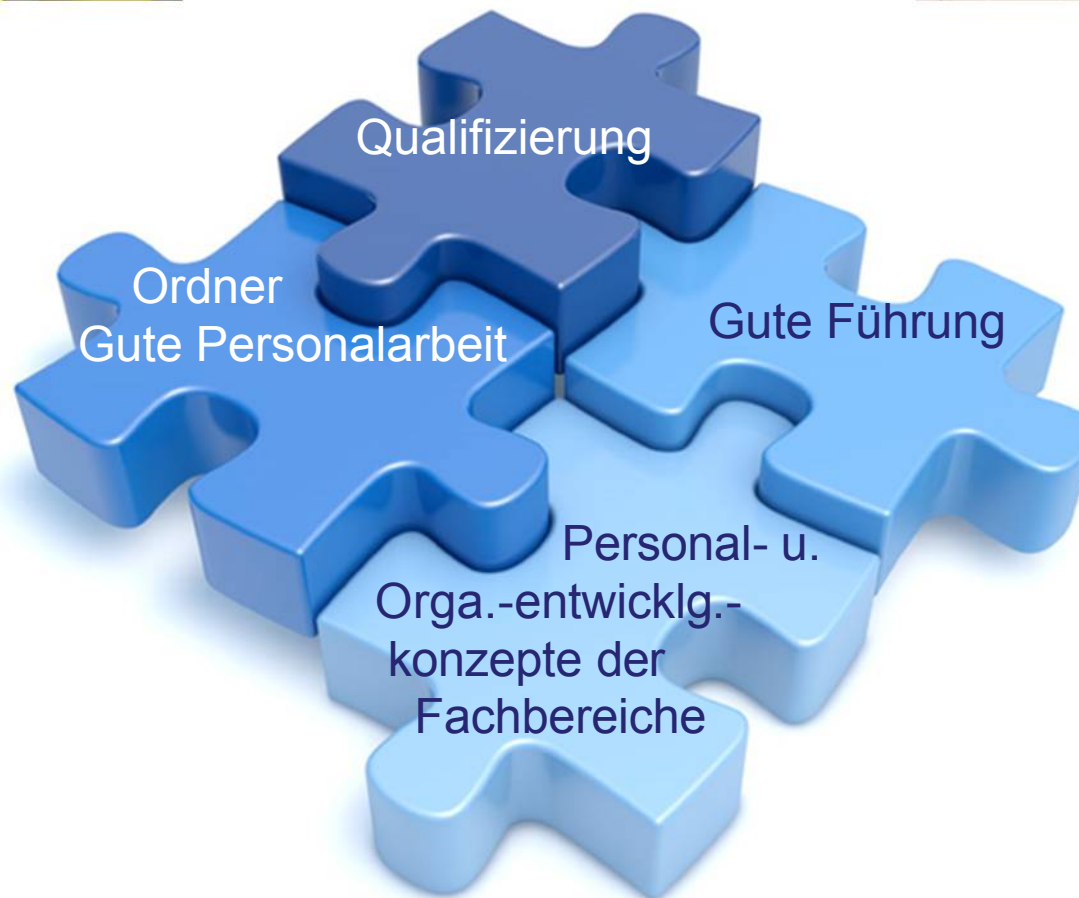 Qualifizierung
Ordner
Gute Personalarbeit
Gute Führung
Personal- u.
Orga.-entwicklg.-
konzepte der
Fachbereiche